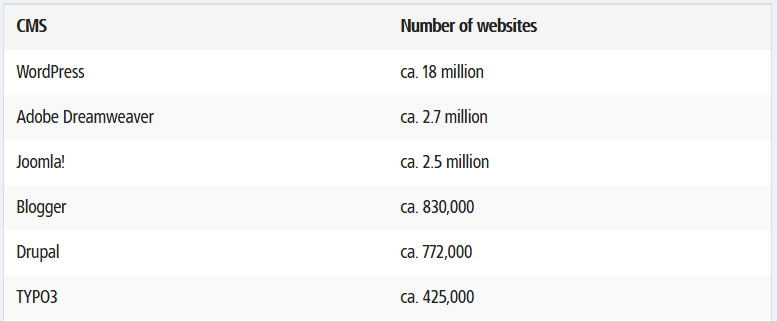 CMS Number of websites
WordPress ca. 18 million
Adobe Dreamweaver ca. 2.7 million
Joomla! ca. 2.5 million
Blogger ca. 830,000
Drupal ca. 772,000
TYPO3 ca. 425,000